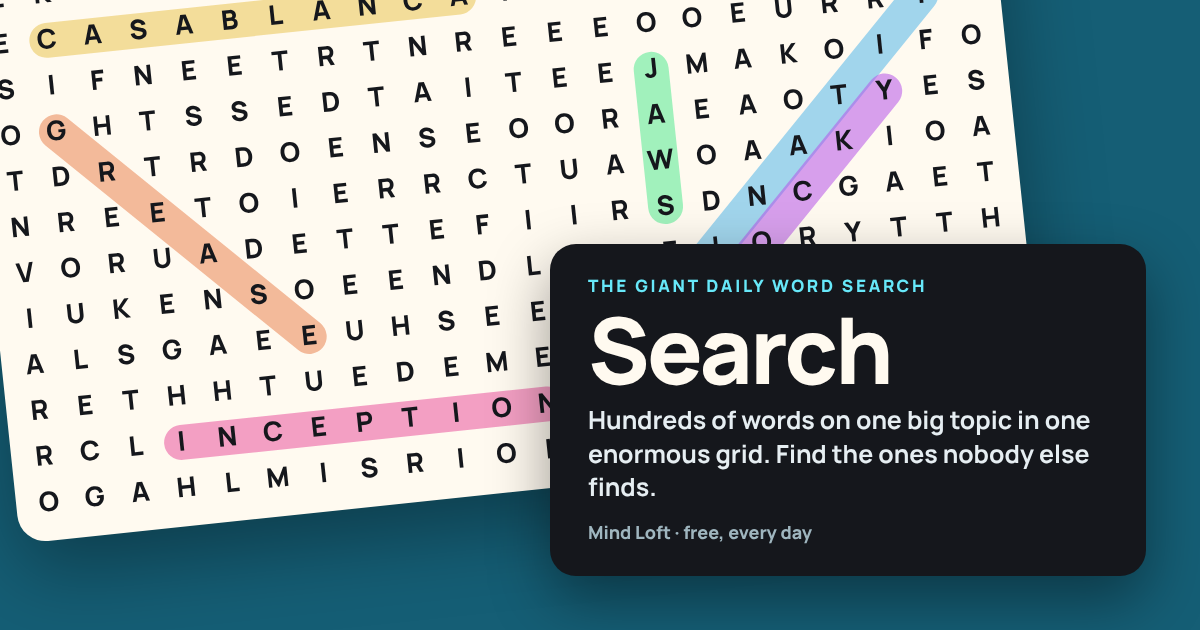 E C A S A B L A N C A
S I F N E E T R T N R E E E O O E U R R
O G H T S S E D T A I T E E J M A K O I F O
T D R T R D O E N S E O O R A E A O T Y E S
N R E E T O I E R R C T U A W O A A K I O A
V O R U A D E T T E F I I R S D N C G A E T
I U K E N S O E E N D L L O R Y T T H
A L S G A E E U H S E E
R E T H H T U E D E M E
R C L I N C E P T I O N
O G A H L M I S R I O
THE GIANT DAILY WORD SEARCH
Search
Hundreds of words on one big topic in one
enormous grid. Find the ones nobody else
finds.
Mind Loft · free, every day